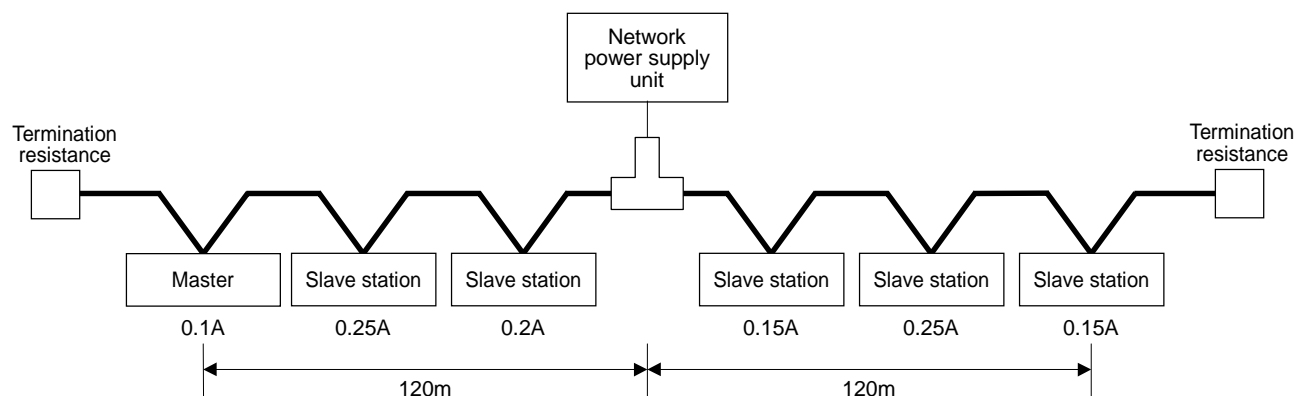 Network
power supply
unit
Termination
resistance
Termination
resistance
Master
Slave station
Slave station
Slave station
Slave station
Slave station
0.1A
0.25A
0.2A
0.15A
0.25A
0.15A
120m
120m